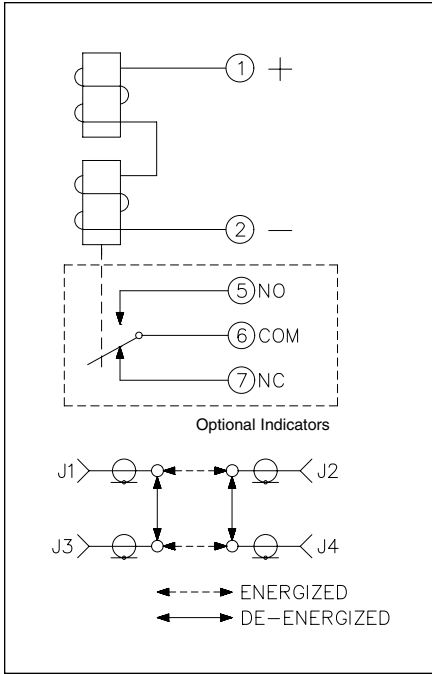 1 +
2 —
5 NO
6 COM
7 NC
Optional Indicators
J1 J2
J3 J4
ENERGIZED
DE-ENERGIZED